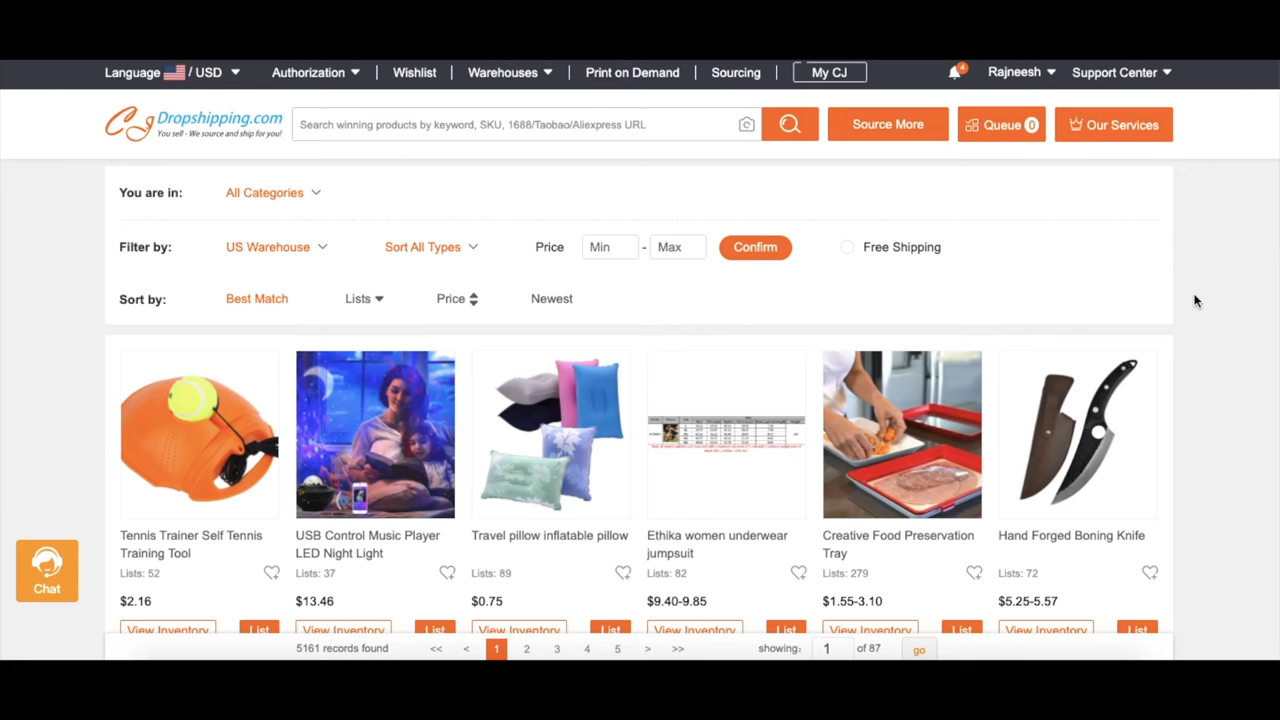 Language / USD Authorization Wishlist Warehouses Print on Demand Sourcing My CJ 4 Rajneesh Support Center
CJ Dropshipping.com
You sell - We source and ship for you!
Search winning products by keyword, SKU, 1688/Taobao/Aliexpress URL
Source More Queue 0 Our Services
You are in: All Categories
Filter by: US Warehouse Sort All Types Price Min - Max Confirm Free Shipping
Sort by: Best Match Lists Price Newest
Tennis Trainer Self Tennis
Training Tool
Lists: 52
$2.16
View Inventory List
USB Control Music Player
LED Night Light
Lists: 37
$13.46
View Inventory List
Travel pillow inflatable pillow
Lists: 89
$0.75
View Inventory List
Ethika women underwear
jumpsuit
Lists: 82
$9.40-9.85
View Inventory List
Creative Food Preservation
Tray
Lists: 279
$1.55-3.10
View Inventory List
Hand Forged Boning Knife
Lists: 72
$5.25-5.57
View Inventory List
Chat
5161 records found << < 1 2 3 4 5 > >> showing: 1 of 87 go